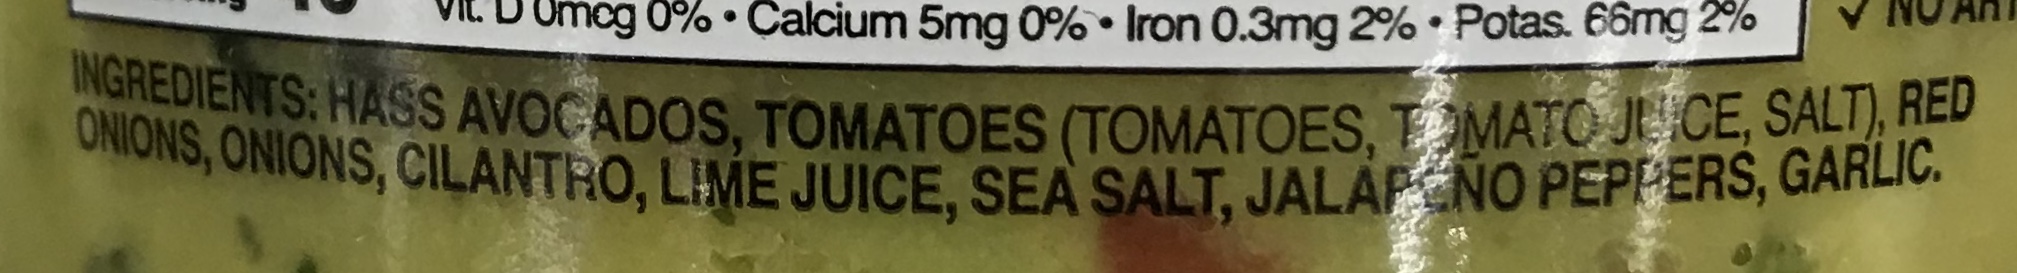 Vit. D 0mcg 0% • Calcium 5mg 0% • Iron 0.3mg 2% • Potas. 66mg 2%
✓ NO
INGREDIENTS: HASS AVOCADOS, TOMATOES (TOMATOES, TOMATO JUICE, SALT), RED
ONIONS, ONIONS, CILANTRO, LIME JUICE, SEA SALT, JALAPEÑO PEPPERS, GARLIC.